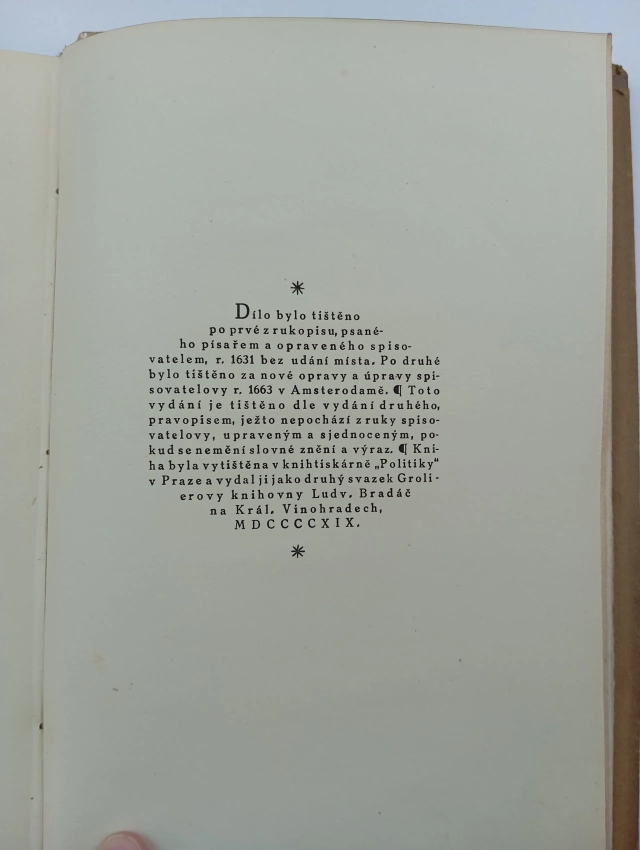 Dílo bylo tištěno
po prvé z rukopisu, psané-
ho písařem a opraveného spiso-
vatelem, r. 1631 bez udání místa. Po druhé
bylo tištěno za nové opravy a úpravy spi-
sovatelovy r. 1663 v Amsterodamě. ¶ Toto
vydání je tištěno dle vydání druhého,
pravopisem, ježto nepochází z ruky spiso-
vatelovy, upraveným a sjednoceným, po-
kud se nemění slovné znění a výraz. ¶ Kni-
ha byla vytištěna v knihtiskárně „Politiky“
v Praze a vydal ji jako druhý svazek Groli-
erovy knihovny Ludv. Bradáč
na Král. Vinohradech,
MDCCCCXIX.